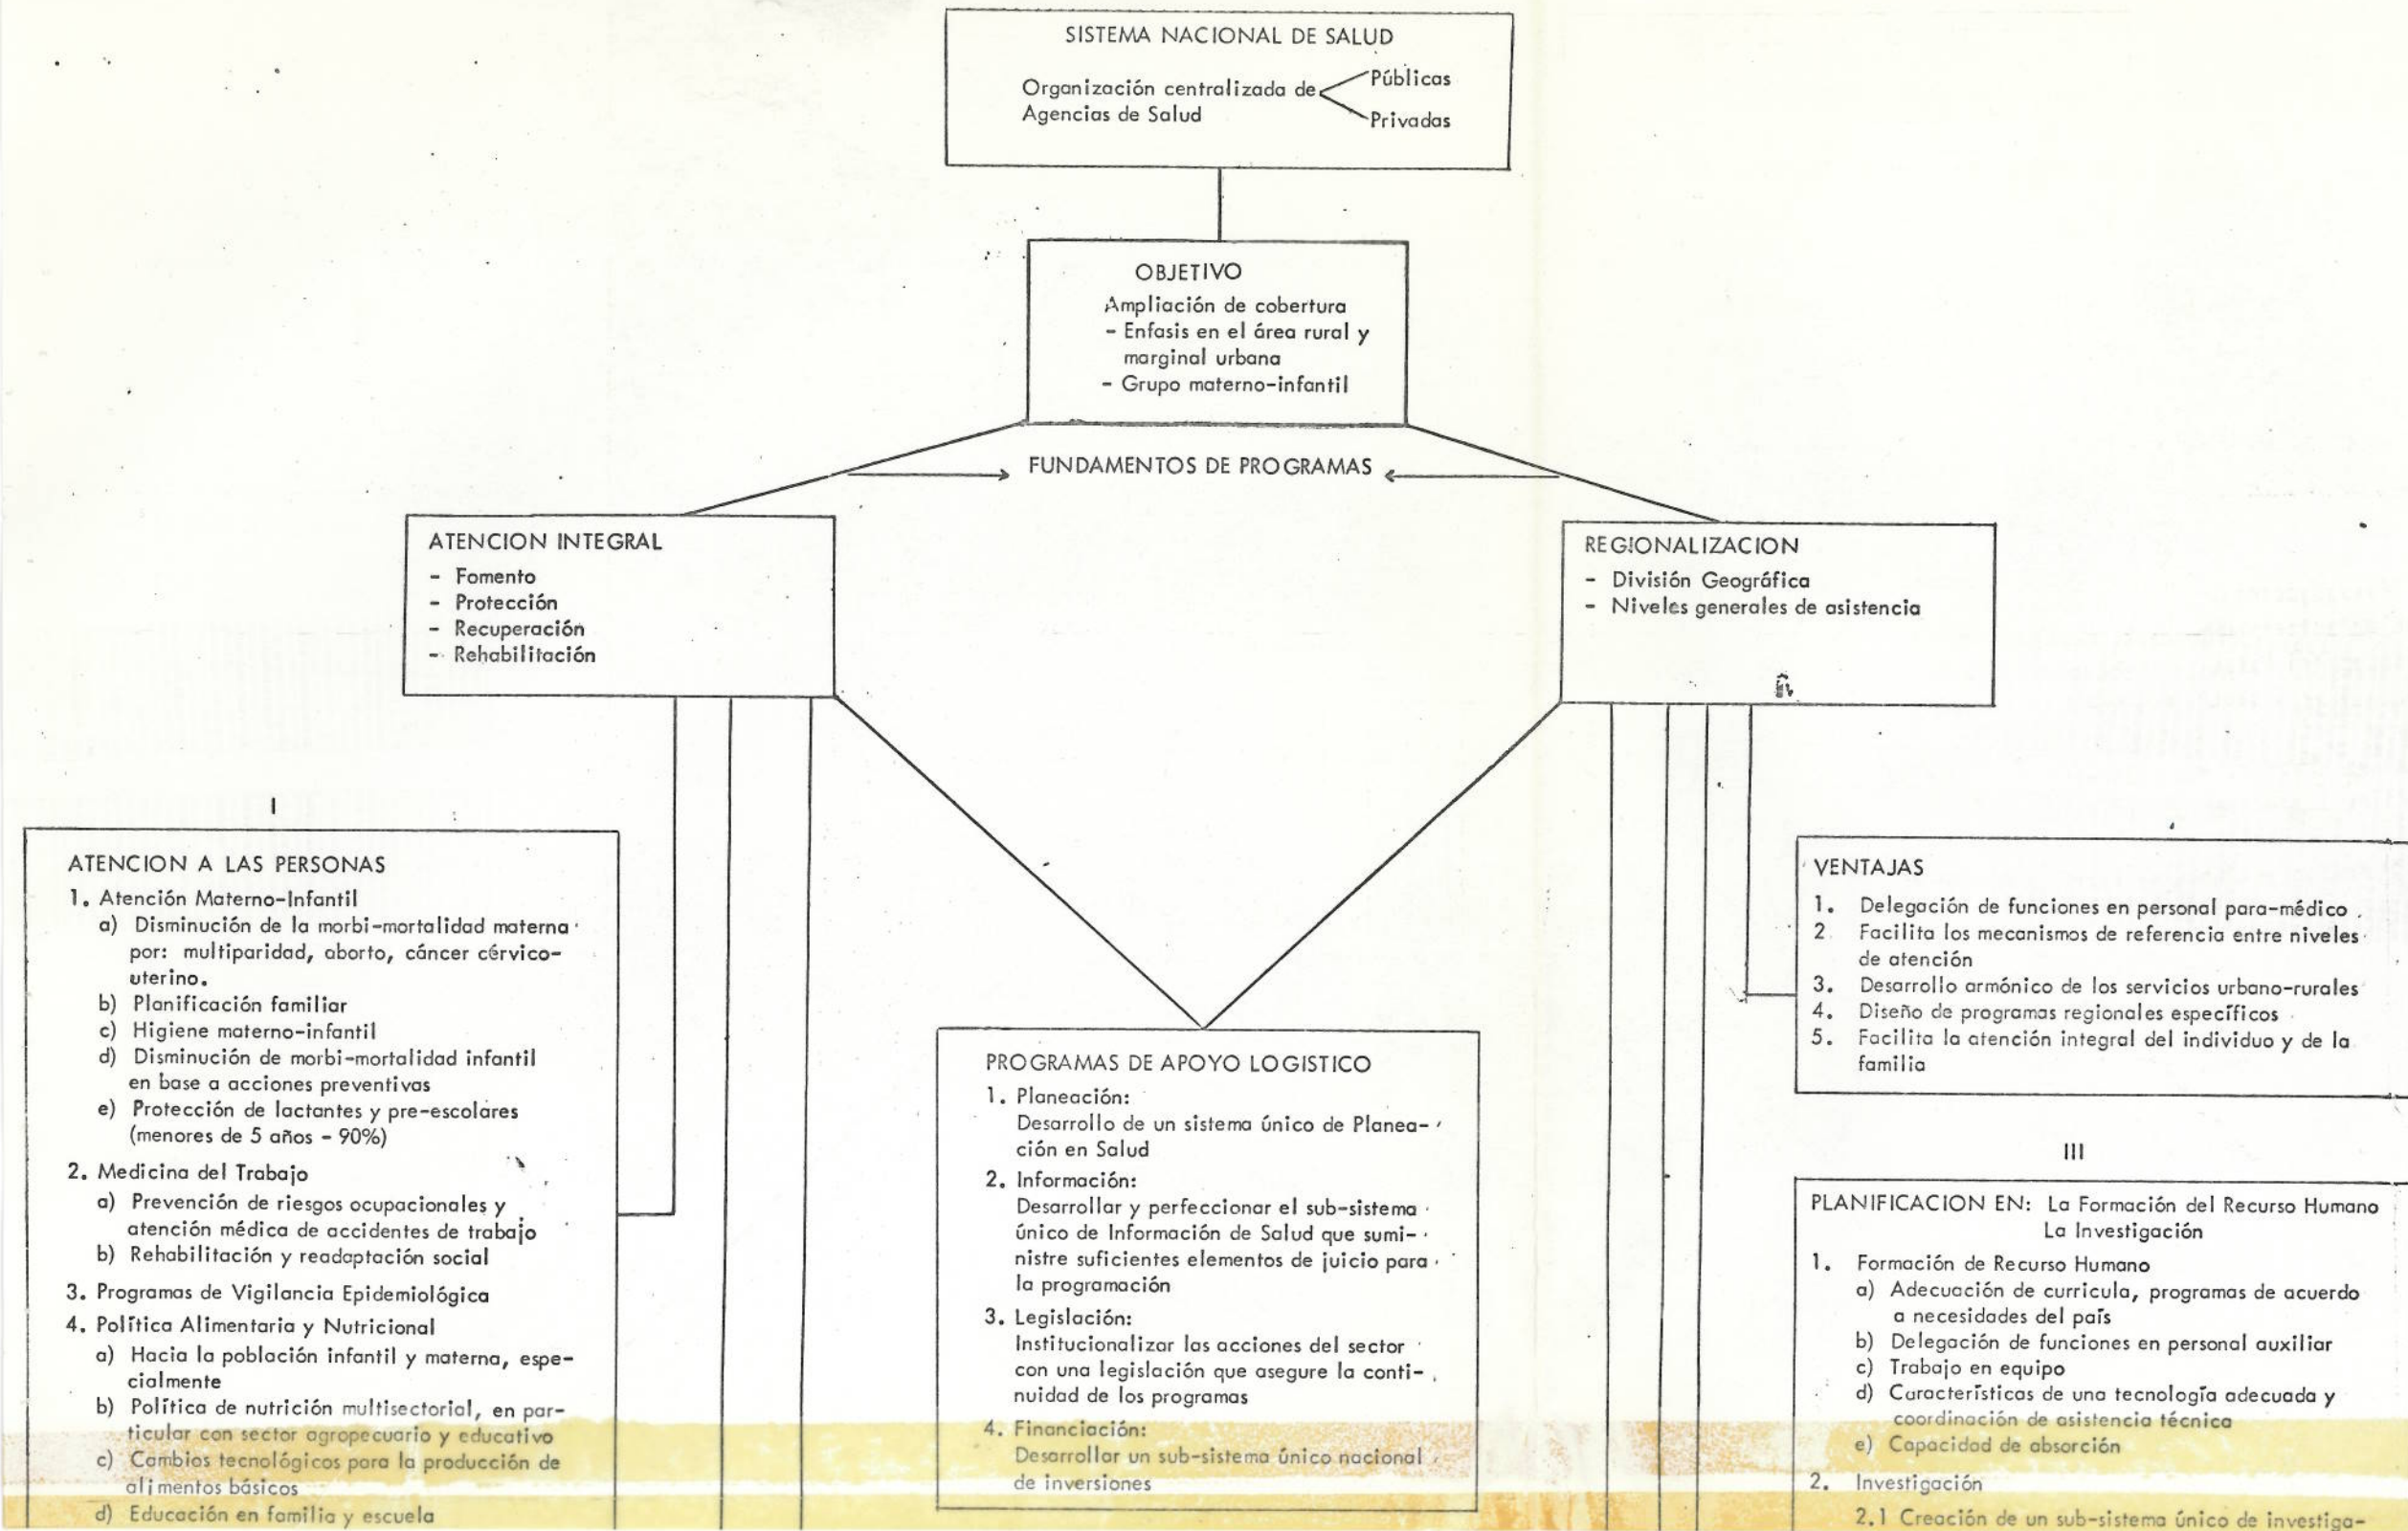 SISTEMA NACIONAL DE SALUD
Organización centralizada de
Agencias de Salud
Públicas
Privadas
OBJETIVO
Ampliación de cobertura
- Enfasis en el área rural y
marginal urbana
- Grupo materno-infantil
FUNDAMENTOS DE PROGRAMAS
ATENCION INTEGRAL
- Fomento
- Protección
- Recuperación
- Rehabilitación
REGIONALIZACION
- División Geográfica
- Niveles generales de asistencia
I
ATENCION A LAS PERSONAS
1. Atención Materno-Infantil
a) Disminución de la morbi-mortalidad materna
por: multiparidad, aborto, cáncer cérvico-
uterino.
b) Planificación familiar
c) Higiene materno-infantil
d) Disminución de morbi-mortalidad infantil
en base a acciones preventivas
e) Protección de lactantes y pre-escolares
(menores de 5 años - 90%)
2. Medicina del Trabajo
a) Prevención de riesgos ocupacionales y
atención médica de accidentes de trabajo
b) Rehabilitación y readaptación social
3. Programas de Vigilancia Epidemiológica
4. Política Alimentaria y Nutricional
a) Hacia la población infantil y materna, espe-
cialmente
b) Política de nutrición multisectorial, en par-
ticular con sector agropecuario y educativo
c) Cambios tecnológicos para la producción de
alimentos básicos
d) Educación en familia y escuela
PROGRAMAS DE APOYO LOGISTICO
1. Planeación:
Desarrollo de un sistema único de Planea-
ción en Salud
2. Información:
Desarrollar y perfeccionar el sub-sistema
único de Información de Salud que sumi-
nistre suficientes elementos de juicio para
la programación
3. Legislación:
Institucionalizar las acciones del sector
con una legislación que asegure la conti-
nuidad de los programas
4. Financiación:
Desarrollar un sub-sistema único nacional
de inversiones
VENTAJAS
1. Delegación de funciones en personal para-médico .
2. Facilita los mecanismos de referencia entre niveles
de atención
3. Desarrollo armónico de los servicios urbano-rurales
4. Diseño de programas regionales específicos
5. Facilita la atención integral del individuo y de la
familia
III
PLANIFICACION EN: La Formación del Recurso Humano
La Investigación
1. Formación de Recurso Humano
a) Adecuación de curricula, programas de acuerdo
a necesidades del país
b) Delegación de funciones en personal auxiliar
c) Trabajo en equipo
d) Características de una tecnología adecuada y
coordinación de asistencia técnica
e) Capacidad de absorción
2. Investigación
2.1 Creación de un sub-sistema único de investiga-